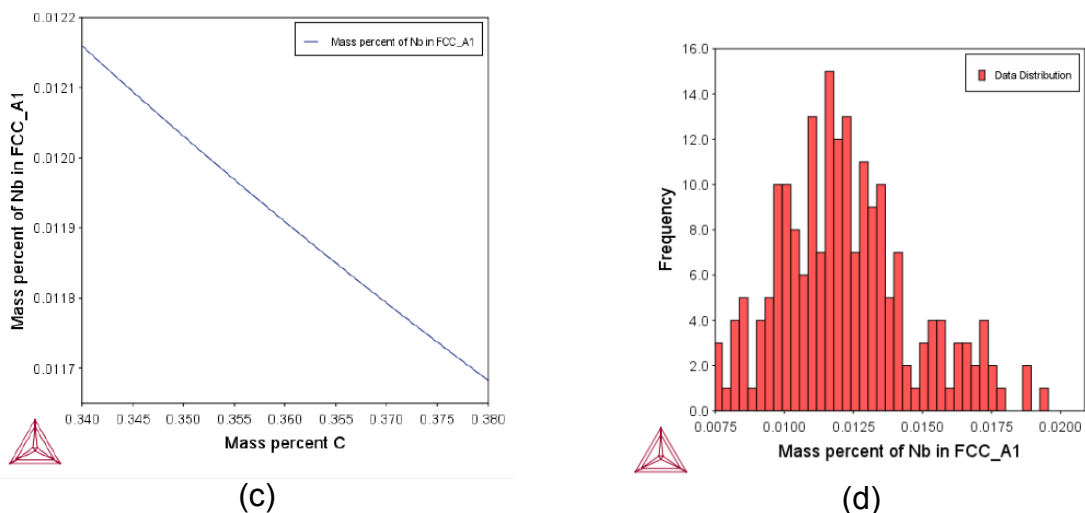 0.0122
Mass percent of Nb in FCC_A1
0.0121
0.0120
0.0119
0.0118
0.0117
Mass percent of Nb in FCC_A1
0.340 0.345 0.350 0.355 0.360 0.365 0.370 0.375 0.380
Mass percent C
(c)
16.0
Data Distribution
14.0
12.0
10.0
8.0
6.0
4.0
2.0
0.0
Frequency
0.0075 0.0100 0.0125 0.0150 0.0175 0.0200
Mass percent of Nb in FCC_A1
(d)